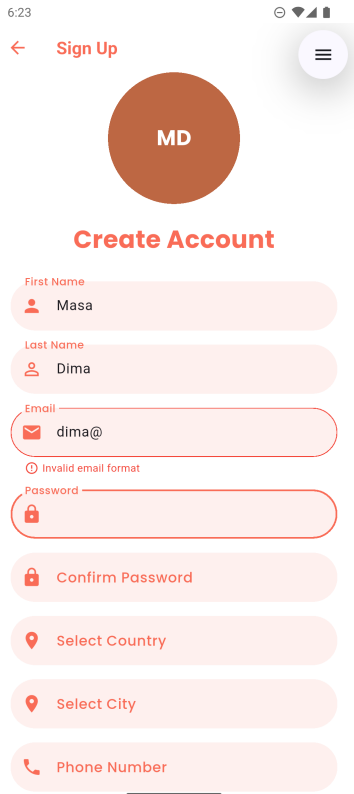 6:23
Sign Up
MD
Create Account
First Name
Masa
Last Name
Dima
Email
dima@
Invalid email format
Password
Confirm Password
Select Country
Select City
Phone Number